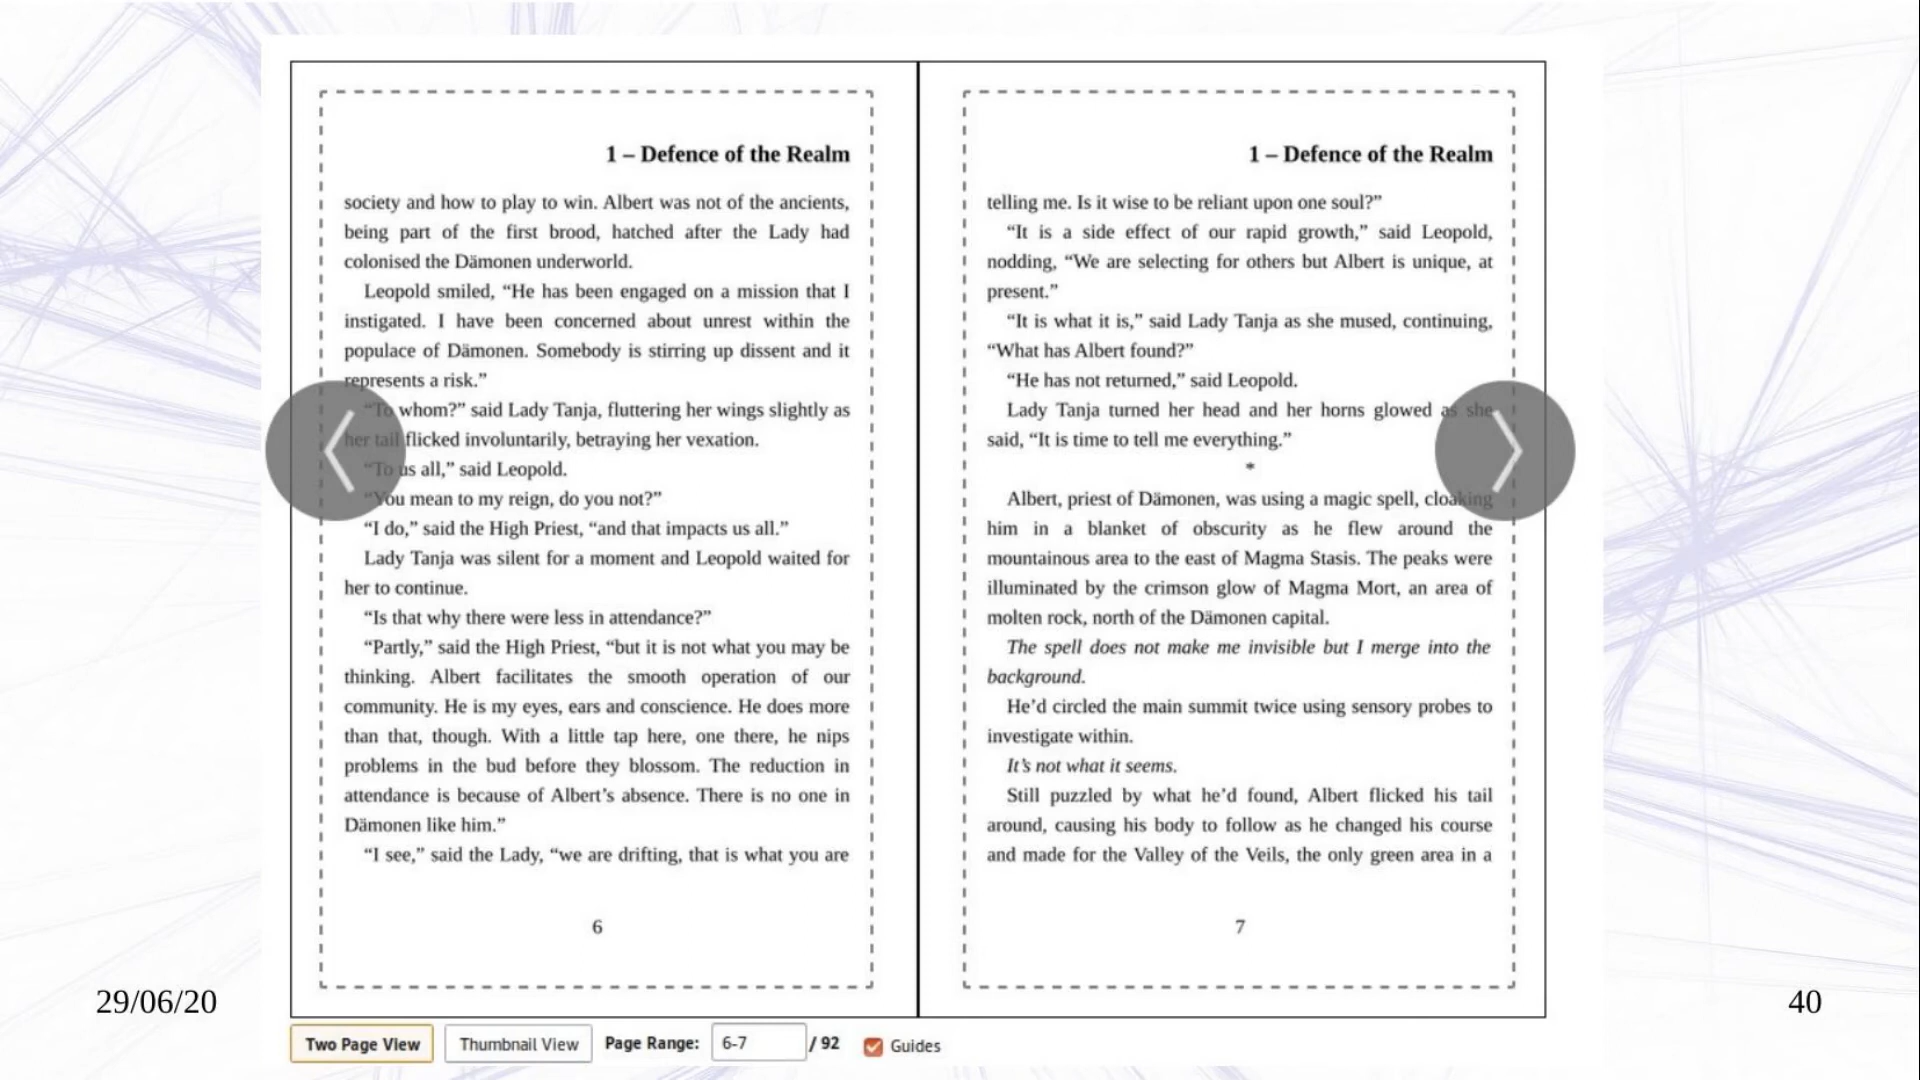 1 – Defence of the Realm
society and how to play to win. Albert was not of the ancients,
being part of the first brood, hatched after the Lady had
colonised the Dämonen underworld.
Leopold smiled, “He has been engaged on a mission that I
instigated. I have been concerned about unrest within the
populace of Dämonen. Somebody is stirring up dissent and it
represents a risk.”
“To whom?” said Lady Tanja, fluttering her wings slightly as
her tail flicked involuntarily, betraying her vexation.
“To us all,” said Leopold.
“You mean to my reign, do you not?”
“I do,” said the High Priest, “and that impacts us all.”
Lady Tanja was silent for a moment and Leopold waited for
her to continue.
“Is that why there were less in attendance?”
“Partly,” said the High Priest, “but it is not what you may be
thinking. Albert facilitates the smooth operation of our
community. He is my eyes, ears and conscience. He does more
than that, though. With a little tap here, one there, he nips
problems in the bud before they blossom. The reduction in
attendance is because of Albert’s absence. There is no one in
Dämonen like him.”
“I see,” said the Lady, “we are drifting, that is what you are
6
1 – Defence of the Realm
telling me. Is it wise to be reliant upon one soul?”
“It is a side effect of our rapid growth,” said Leopold,
nodding, “We are selecting for others but Albert is unique, at
present.”
“It is what it is,” said Lady Tanja as she mused, continuing,
“What has Albert found?”
“He has not returned,” said Leopold.
Lady Tanja turned her head and her horns glowed as she
said, “It is time to tell me everything.”
*
Albert, priest of Dämonen, was using a magic spell, cloaking
him in a blanket of obscurity as he flew around the
mountainous area to the east of Magma Stasis. The peaks were
illuminated by the crimson glow of Magma Mort, an area of
molten rock, north of the Dämonen capital.
The spell does not make me invisible but I merge into the
background.
He’d circled the main summit twice using sensory probes to
investigate within.
It’s not what it seems.
Still puzzled by what he’d found, Albert flicked his tail
around, causing his body to follow as he changed his course
and made for the Valley of the Veils, the only green area in a
7
29/06/20
40
Two Page View Thumbnail View Page Range: 6-7 / 92 Guides